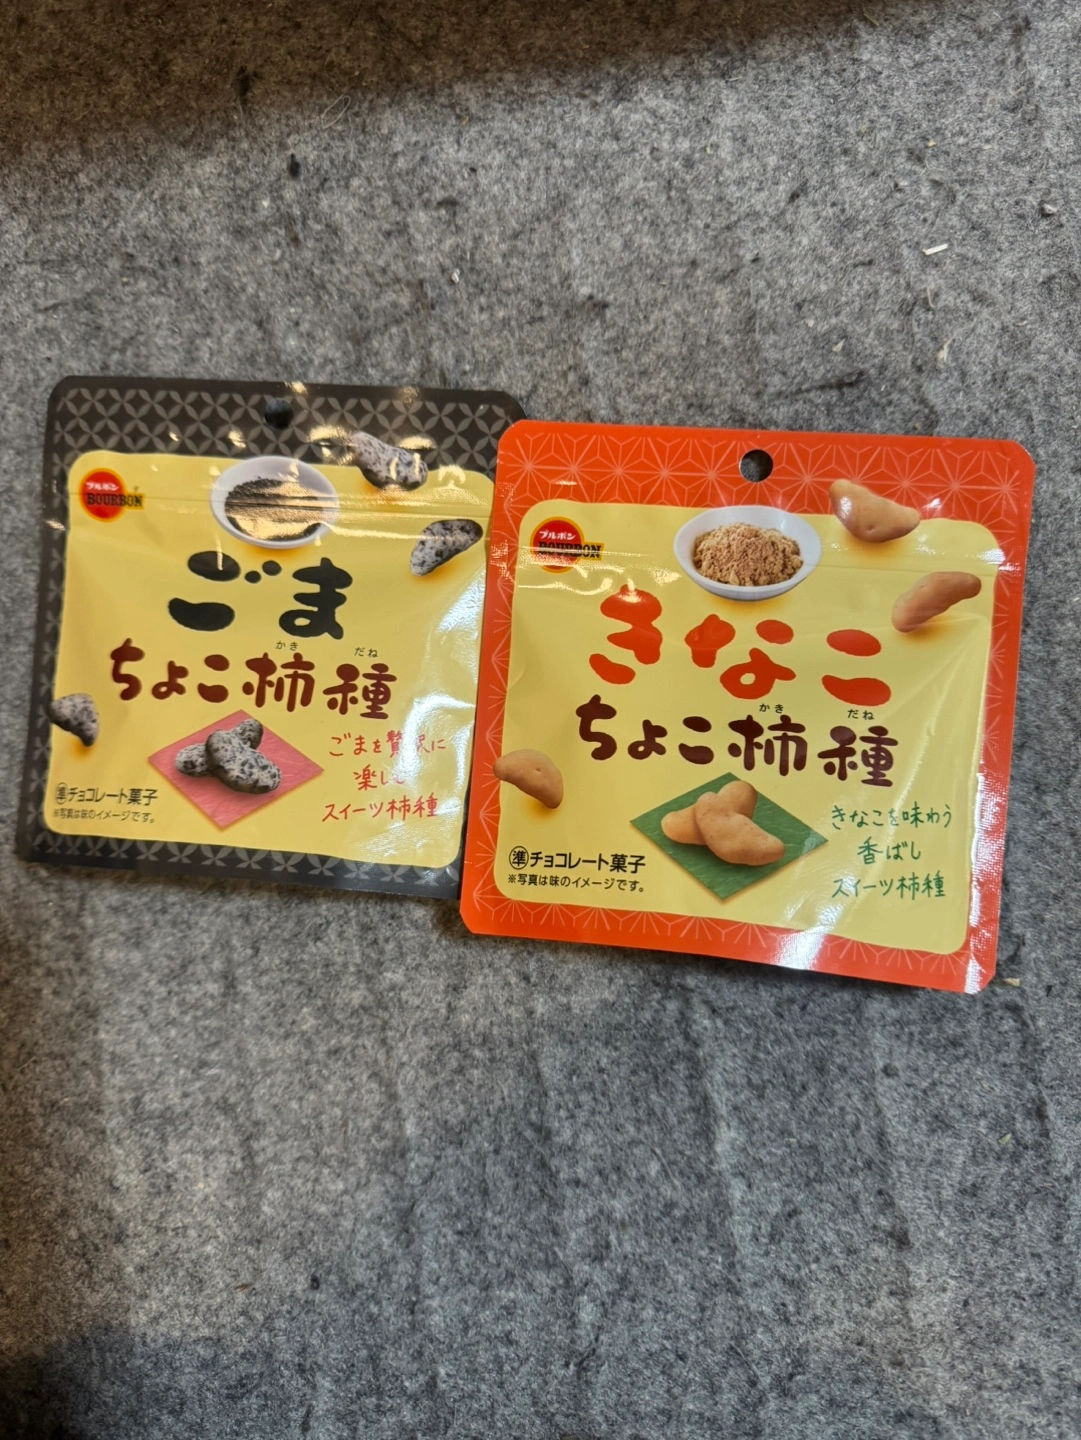 ブルボン
BOURBON
ごま
ちょこ柿種
かき
だね
ごまを贅沢に
楽しむ
スイーツ柿種
準チョコレート菓子
※写真は味のイメージです。
ブルボン
BOURBON
きなこ
ちょこ柿種
かき
だね
きなこを味わう
香ばし
スイーツ柿種
準チョコレート菓子
※写真は味のイメージです。